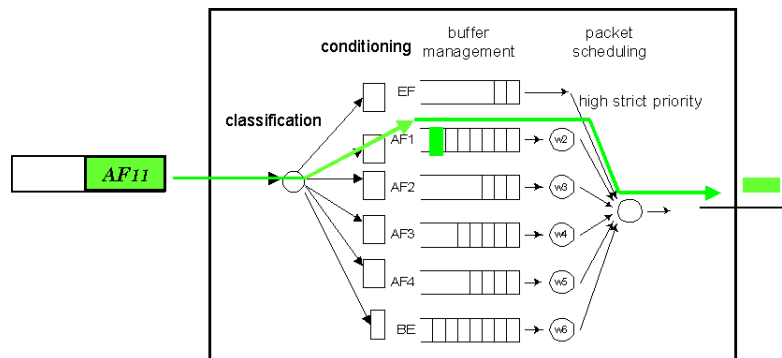 buffer
management
packet
scheduling
conditioning
EF
high strict priority
classification
AF1
w2
AF11
AF2
w3
AF3
w4
AF4
w5
BE
w6